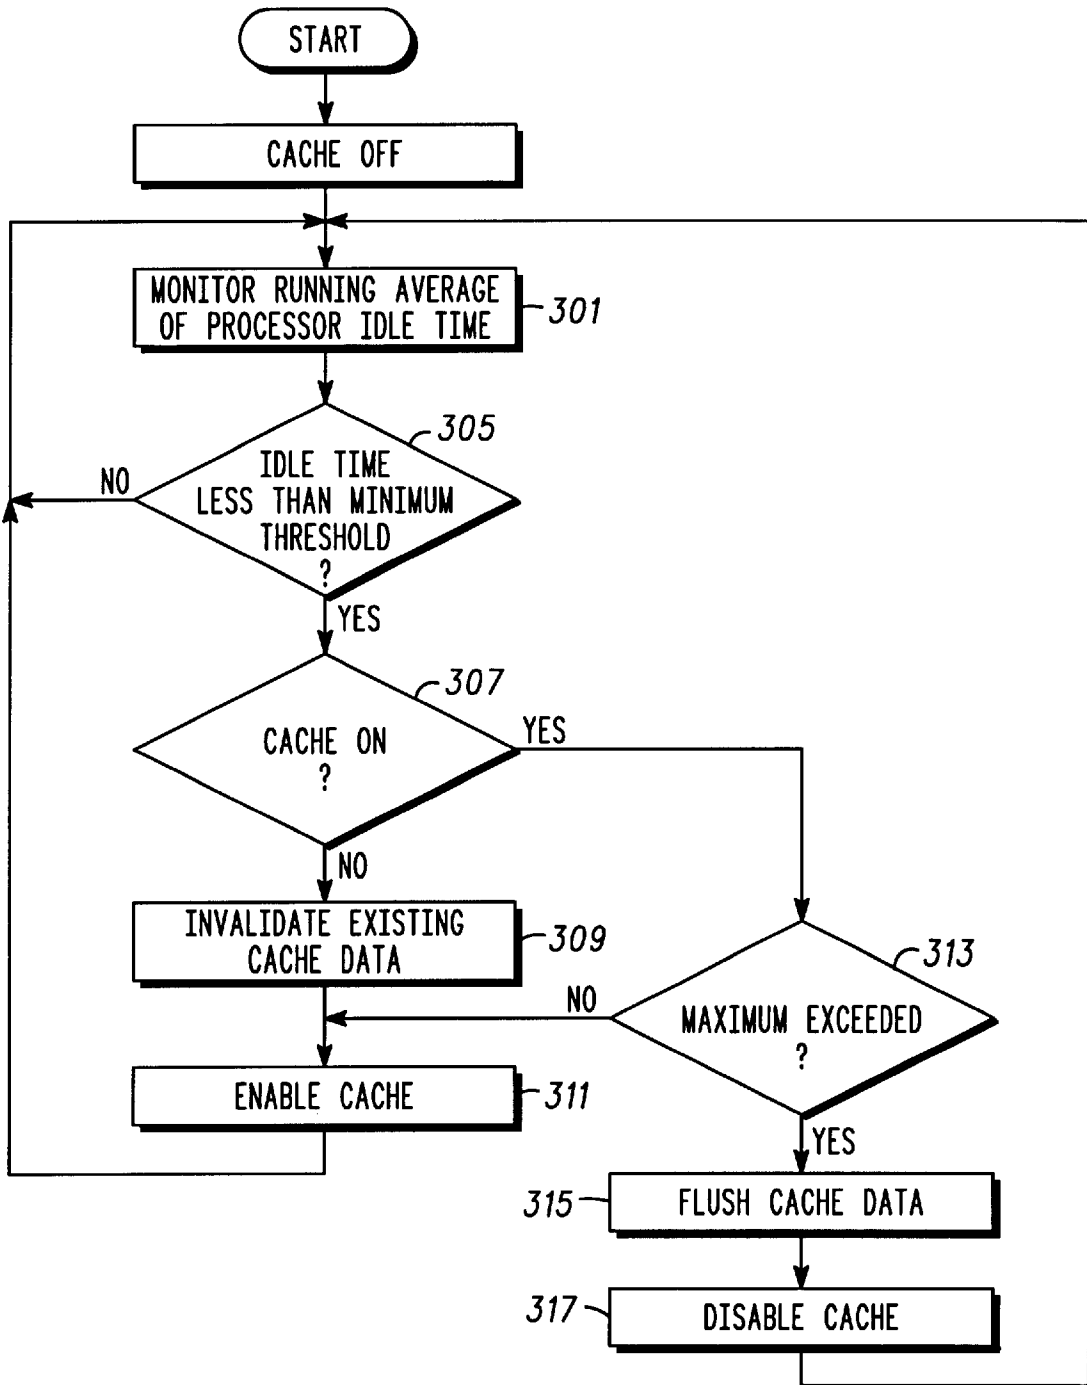 START
CACHE OFF
MONITOR RUNNING AVERAGE
OF PROCESSOR IDLE TIME
301
305
IDLE TIME
LESS THAN MINIMUM
THRESHOLD
?
NO
YES
307
CACHE ON
?
YES
NO
INVALIDATE EXISTING
CACHE DATA
309
313
MAXIMUM EXCEEDED
?
NO
ENABLE CACHE
311
YES
315
FLUSH CACHE DATA
317
DISABLE CACHE